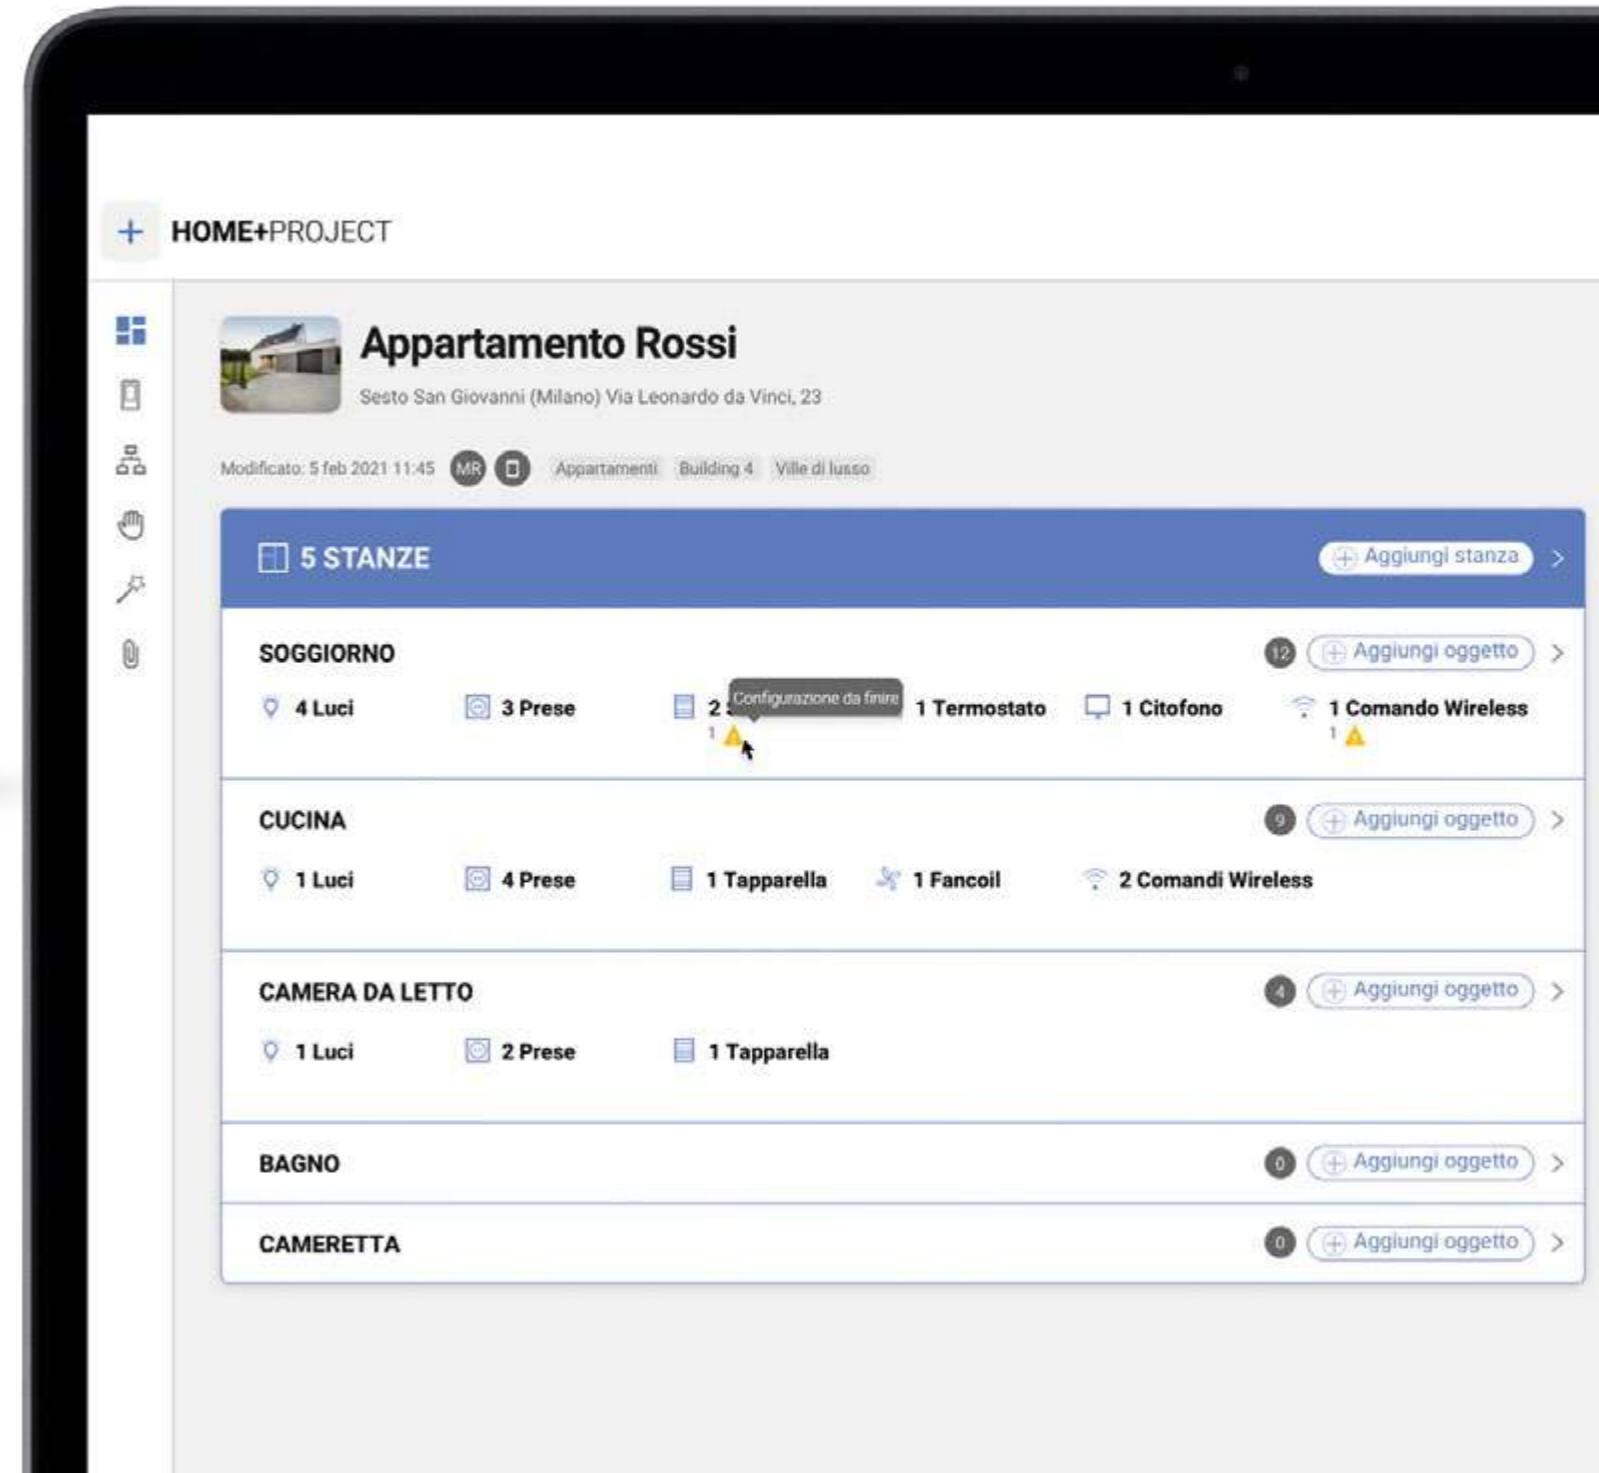 HOME+PROJECT
Appartamento Rossi
Sesto San Giovanni (Milano) Via Leonardo da Vinci, 23
Modificato: 5 feb 2021 11:45 MR Appartamenti Building 4 Ville di lusso
5 STANZE Aggiungi stanza
SOGGIORNO 12 Aggiungi oggetto
Configurazione da finire
4 Luci 3 Prese 2 1 Termostato 1 Citofono 1 Comando Wireless
1 1
CUCINA 9 Aggiungi oggetto
1 Luci 4 Prese 1 Tapparella 1 Fancoil 2 Comandi Wireless
CAMERA DA LETTO 4 Aggiungi oggetto
1 Luci 2 Prese 1 Tapparella
BAGNO 0 Aggiungi oggetto
CAMERETTA 0 Aggiungi oggetto